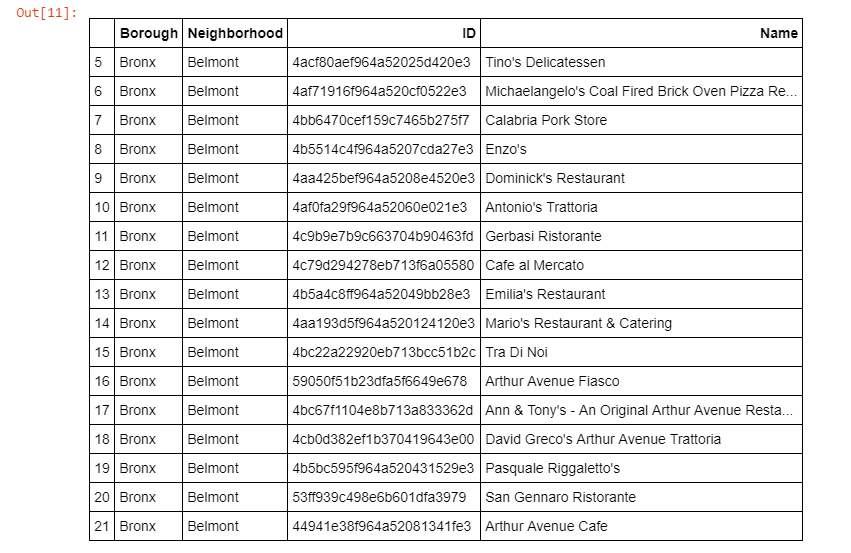 Out[11]:
Borough Neighborhood ID Name
5 Bronx Belmont 4acf80aef964a52025d420e3 Tino's Delicatessen
6 Bronx Belmont 4af71916f964a520cf0522e3 Michaelangelo's Coal Fired Brick Oven Pizza Re...
7 Bronx Belmont 4bb6470cef159c7465b275f7 Calabria Pork Store
8 Bronx Belmont 4b5514c4f964a5207cda27e3 Enzo's
9 Bronx Belmont 4aa425bef964a5208e4520e3 Dominick's Restaurant
10 Bronx Belmont 4af0fa29f964a52060e021e3 Antonio's Trattoria
11 Bronx Belmont 4c9b9e7b9c663704b90463fd Gerbasi Ristorante
12 Bronx Belmont 4c79d294278eb713f6a05580 Cafe al Mercato
13 Bronx Belmont 4b5a4c8ff964a52049bb28e3 Emilia's Restaurant
14 Bronx Belmont 4aa193d5f964a520124120e3 Mario's Restaurant & Catering
15 Bronx Belmont 4bc22a22920eb713bcc51b2c Tra Di Noi
16 Bronx Belmont 59050f51b23dfa5f6649e678 Arthur Avenue Fiasco
17 Bronx Belmont 4bc67f1104e8b713a833362d Ann & Tony's - An Original Arthur Avenue Resta...
18 Bronx Belmont 4cb0d382ef1b370419643e00 David Greco's Arthur Avenue Trattoria
19 Bronx Belmont 4b5bc595f964a520431529e3 Pasquale Riggaletto's
20 Bronx Belmont 53ff939c498e6b601dfa3979 San Gennaro Ristorante
21 Bronx Belmont 44941e38f964a52081341fe3 Arthur Avenue Cafe